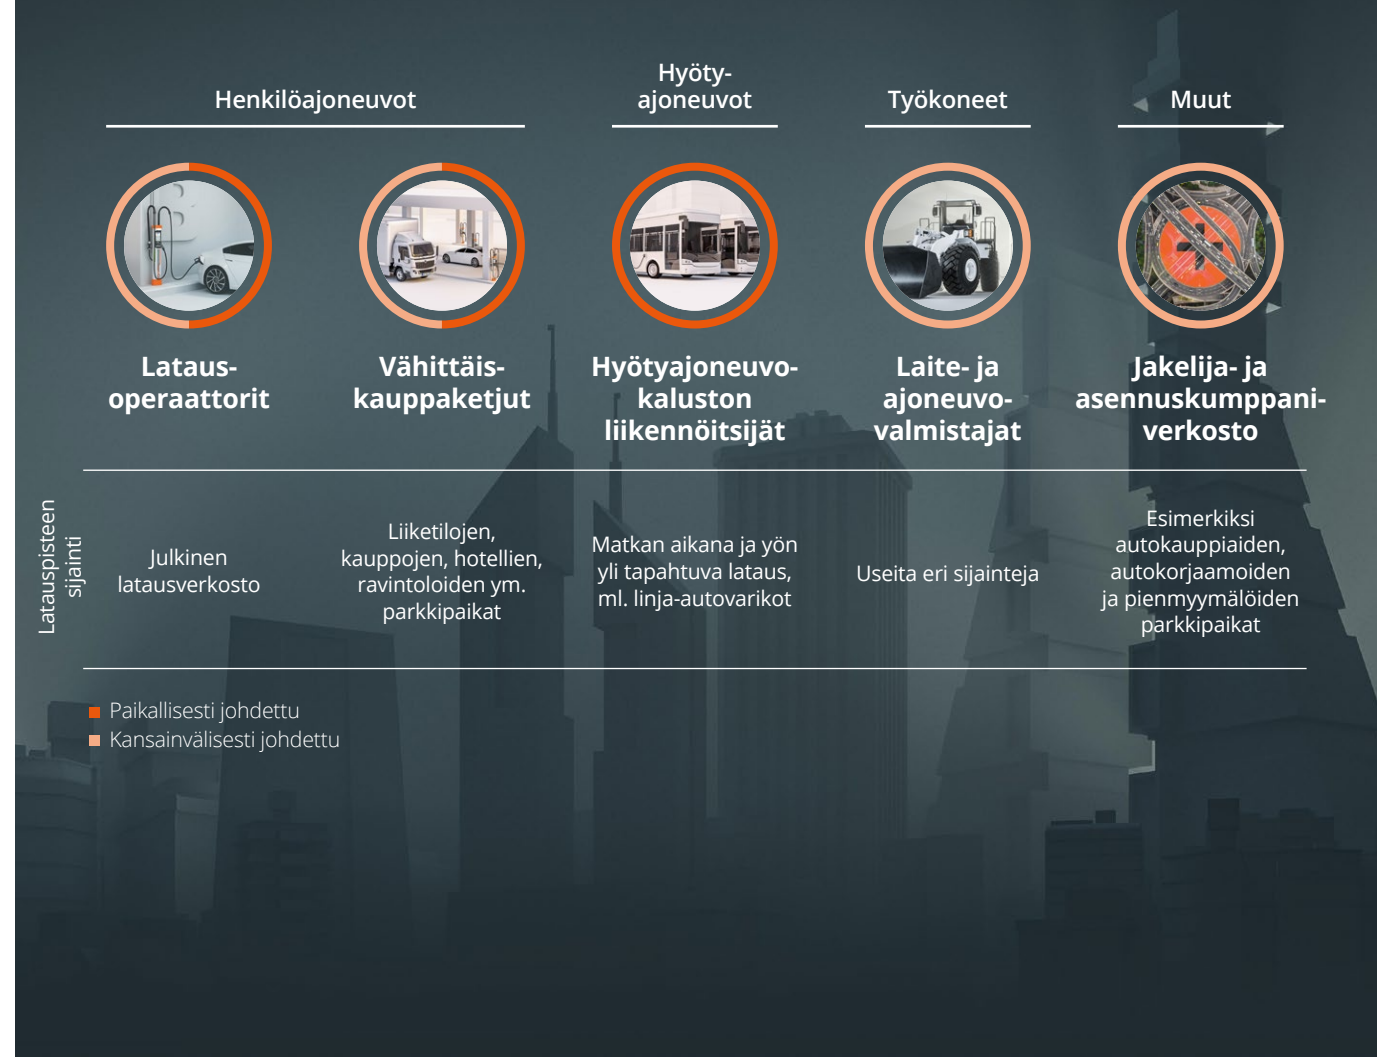 Henkilöajoneuvot
Hyöty-
ajoneuvot
Työkoneet
Muut
Lataus-
operaattorit
Vähittäis-
kauppaketjut
Hyötyajoneuvo-
kaluston
liikennöitsijät
Laite- ja
ajoneuvo-
valmistajat
Jakelija- ja
asennuskumppani-
verkosto
Latauspisteen
sijainti
Julkinen
latausverkosto
Liiketilojen,
kauppojen, hotellien,
ravintoloiden ym.
parkkipaikat
Matkan aikana ja yön
yli tapahtuva lataus,
ml. linja-autovarikot
Useita eri sijainteja
Esimerkiksi
autokauppiaiden,
autokorjaamoiden
ja pienmyymälöiden
parkkipaikat
Paikallisesti johdettu
Kansainvälisesti johdettu